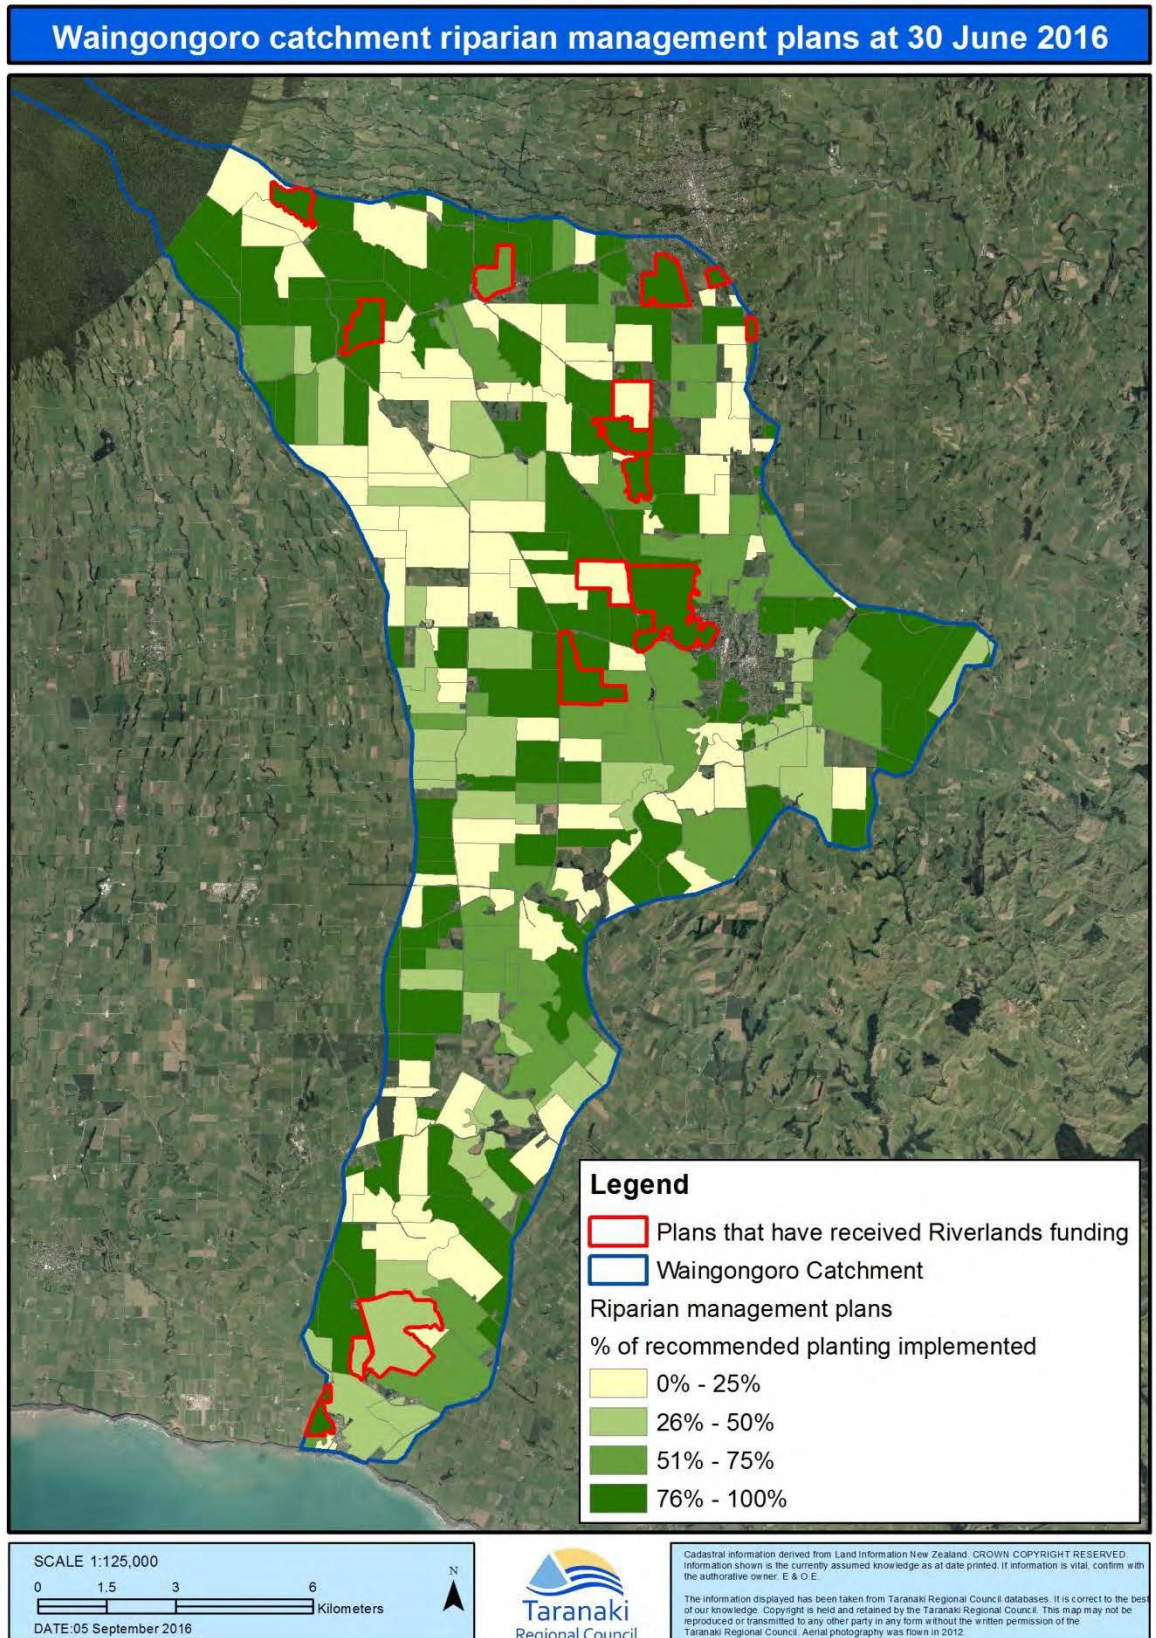 Waingongoro catchment riparian management plans at 30 June 2016
Legend
Plans that have received Riverlands funding
Waingongoro Catchment
Riparian management plans
% of recommended planting implemented
0% - 25%
26% - 50%
51% - 75%
76% - 100%
SCALE 1:125,000
0 1.5 3 6
Kilometers
DATE:05 September 2016
N
Taranaki
Regional Council
Cadastral information derived from Land Information New Zealand. CROWN COPYRIGHT RESERVED.
Information shown is the currently assumed knowledge as at date printed. If information is vital, confirm with
the authorative owner. E & O.E.
The information displayed has been taken from Taranaki Regional Council databases. It is correct to the best
of our knowledge. Copyright is held and retained by the Taranaki Regional Council. This map may not be
reproduced or transmitted to any other party in any form without the written permission of the
Taranaki Regional Council. Aerial photography was flown in 2012.